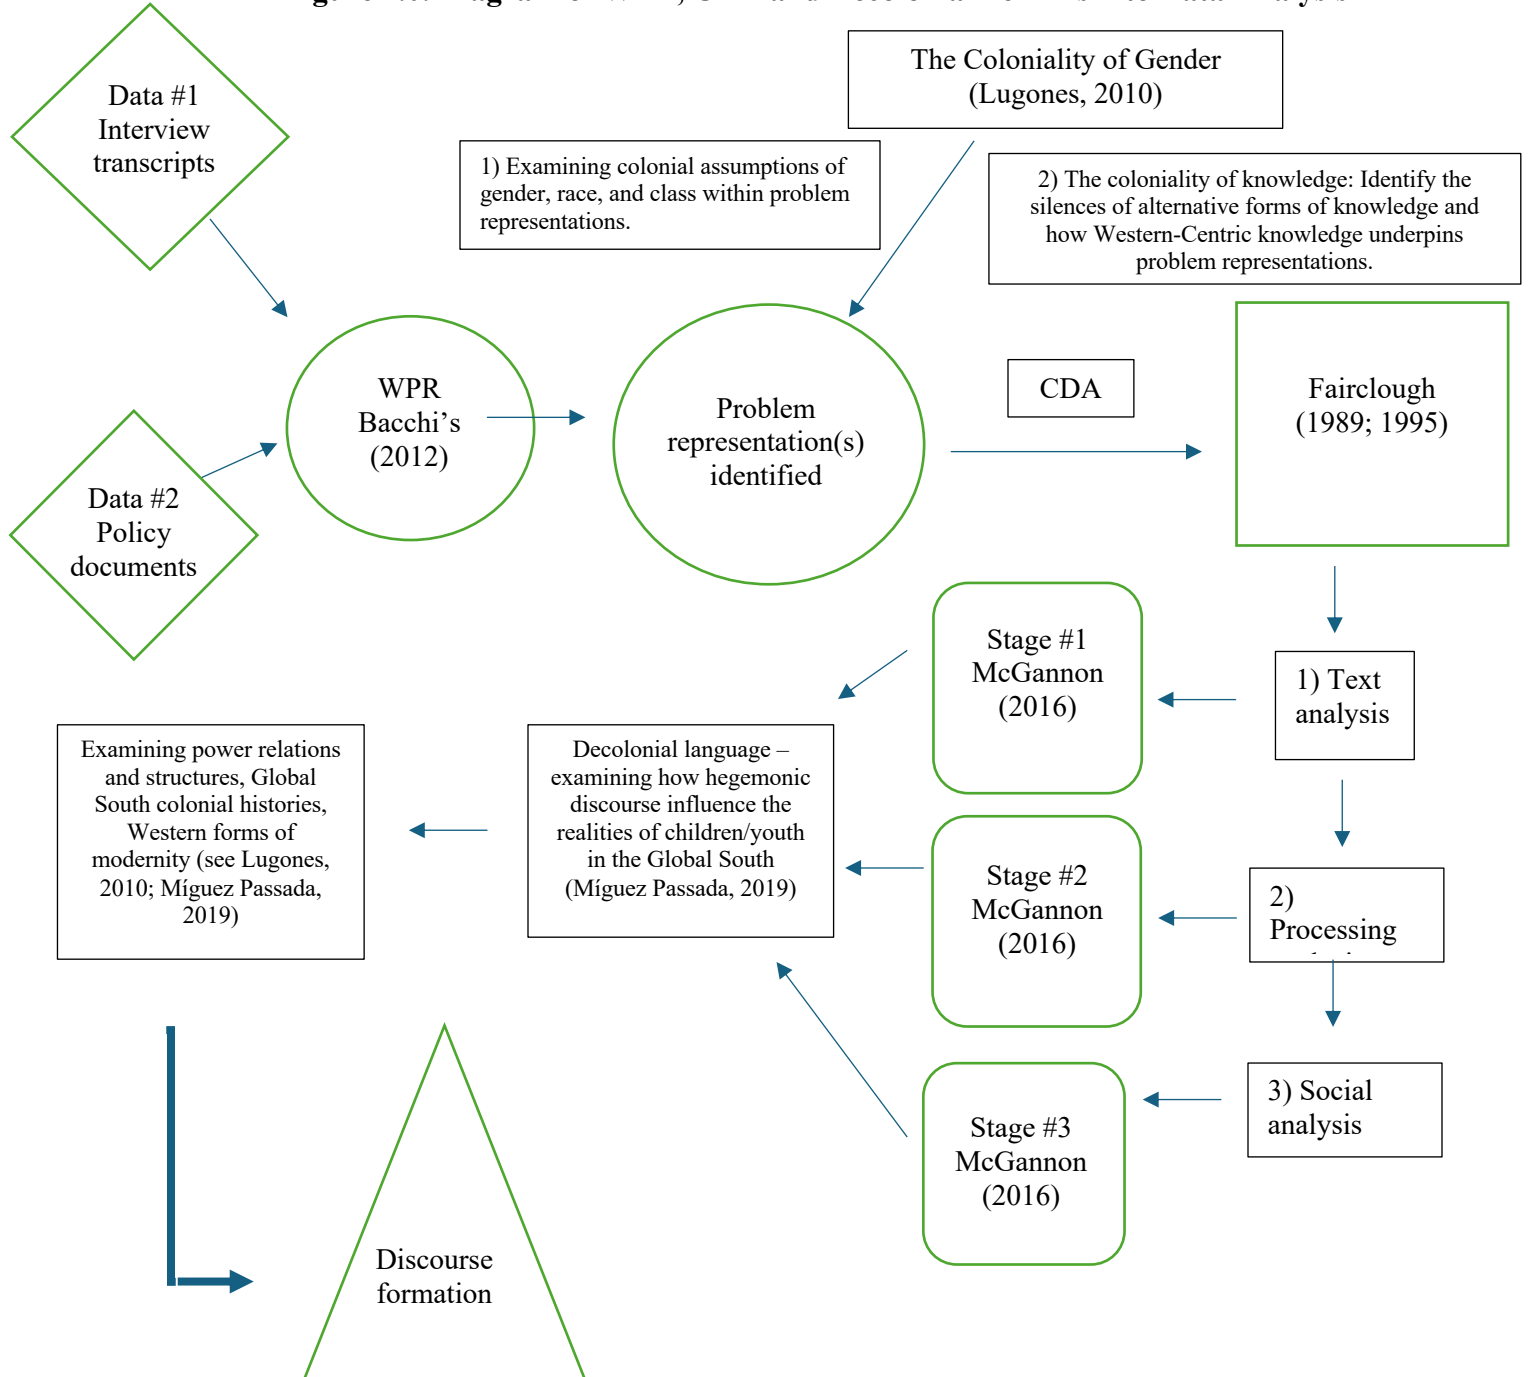 The Coloniality of Gender
(Lugones, 2010)
Data #1
Interview
transcripts
1) Examining colonial assumptions of
gender, race, and class within problem
representations.
2) The coloniality of knowledge: Identify the
silences of alternative forms of knowledge and
how Western-Centric knowledge underpins
problem representations.
WPR
Bacchi’s
(2012)
Problem
representation(s)
identified
CDA
Fairclough
(1989; 1995)
Data #2
Policy
documents
Stage #1
McGannon
(2016)
1) Text
analysis
Examining power relations
and structures, Global
South colonial histories,
Western forms of
modernity (see Lugones,
2010; Míguez Passada,
2019)
Decolonial language –
examining how hegemonic
discourse influence the
realities of children/youth
in the Global South
(Míguez Passada, 2019)
Stage #2
McGannon
(2016)
2)
Processing
Stage #3
McGannon
(2016)
3) Social
analysis
Discourse
formation